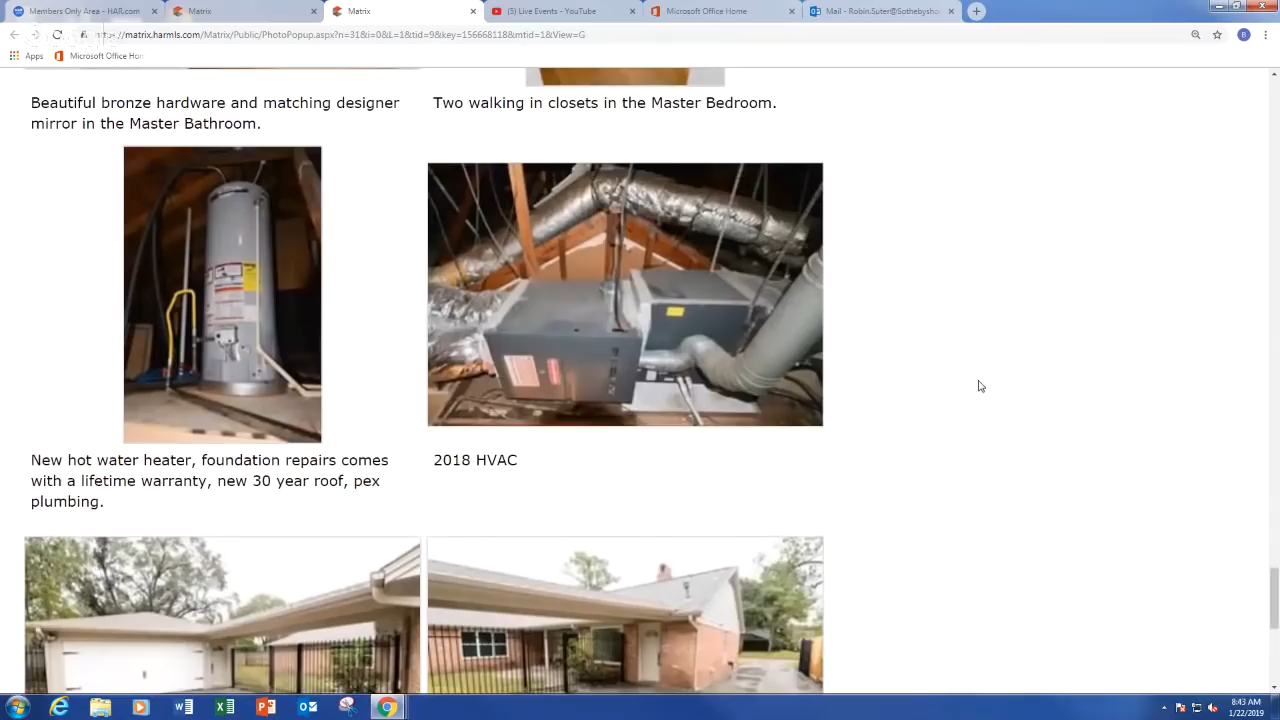 Members Only Area - HAR.com
Matrix
Matrix
(5) Live Events - YouTube
Microsoft Office Home
Mail - Robin.Suter@Sothebysho
https://matrix.harmls.com/Matrix/Public/PhotoPopup.aspx?n=31&i=0&L=1&tid=9&key=156668118&mtid=1&View=G
B
Apps
Microsoft Office Hom
Beautiful bronze hardware and matching designer
mirror in the Master Bathroom.
Two walking in closets in the Master Bedroom.
New hot water heater, foundation repairs comes
with a lifetime warranty, new 30 year roof, pex
plumbing.
2018 HVAC
8:43 AM
1/22/2019